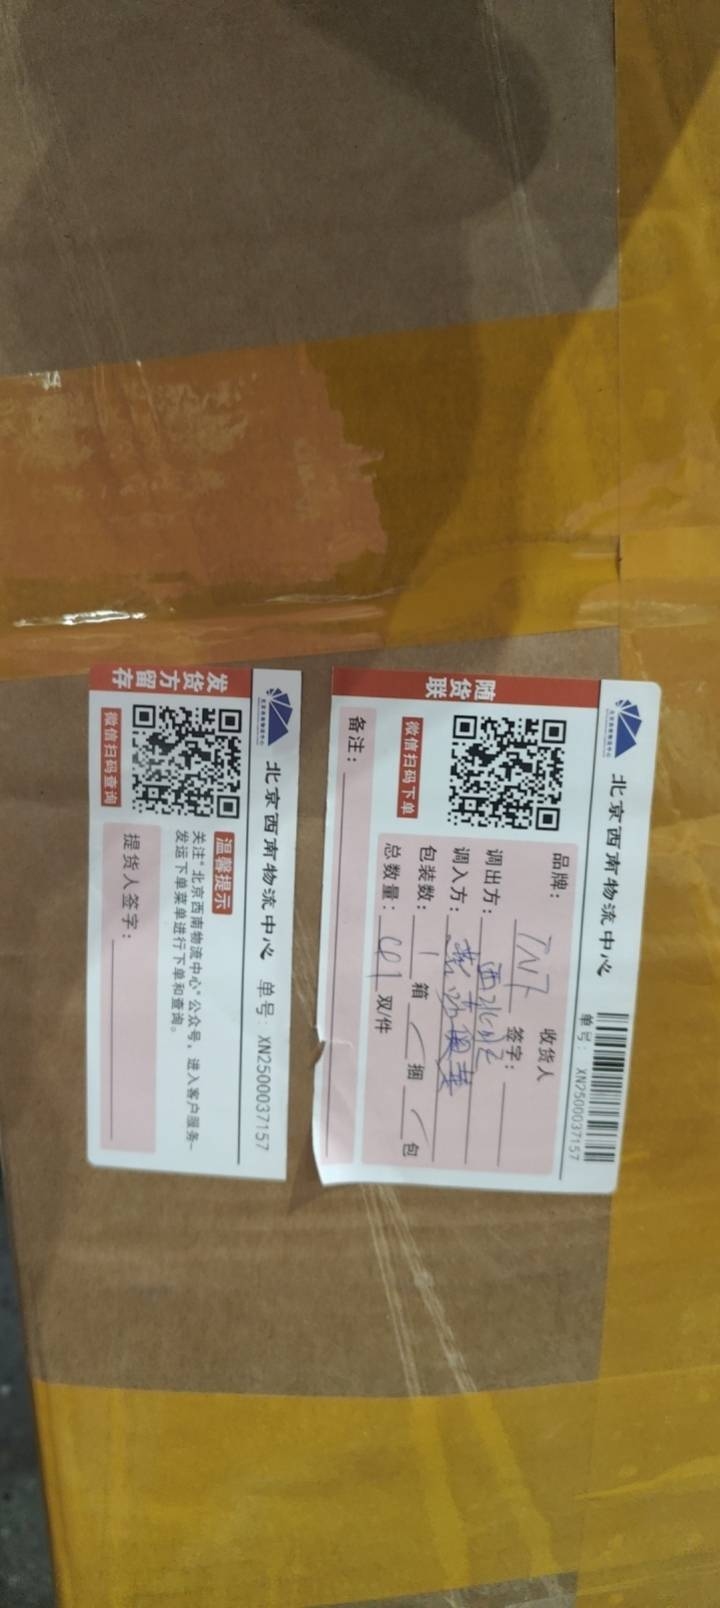 随货联
北京西南物流中心
单号: XN2500037157
品牌:
收货人
签字:
调出方: 西北旺
调入方:
包装数: 1 箱 捆 包
总数量: 双/件
微信扫码下单
备注:
发货方留存
北京西南物流中心 单号: XN2500037157
温馨提示
关注“北京西南物流中心”公众号, 进入客户服务-
发运下单菜单进行下单和查询。
微信扫码查询
提货人签字: